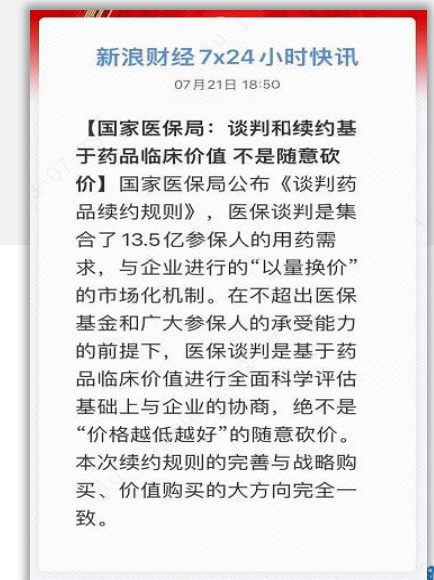 新浪财经7x24小时快讯
07月21日 18:50
【国家医保局：谈判和续约基
于药品临床价值 不是随意砍
价】国家医保局公布《谈判药
品续约规则》，医保谈判是集
合了13.5亿参保人的用药需
求，与企业进行的“以量换价”
的市场化机制。在不超出医保
基金和广大参保人的承受能力
的前提下，医保谈判是基于药
品临床价值进行全面科学评估
基础上与企业的协商，绝不是
“价格越低越好”的随意砍价。
本次续约规则的完善与战略购
买、价值购买的大方向完全一
致。